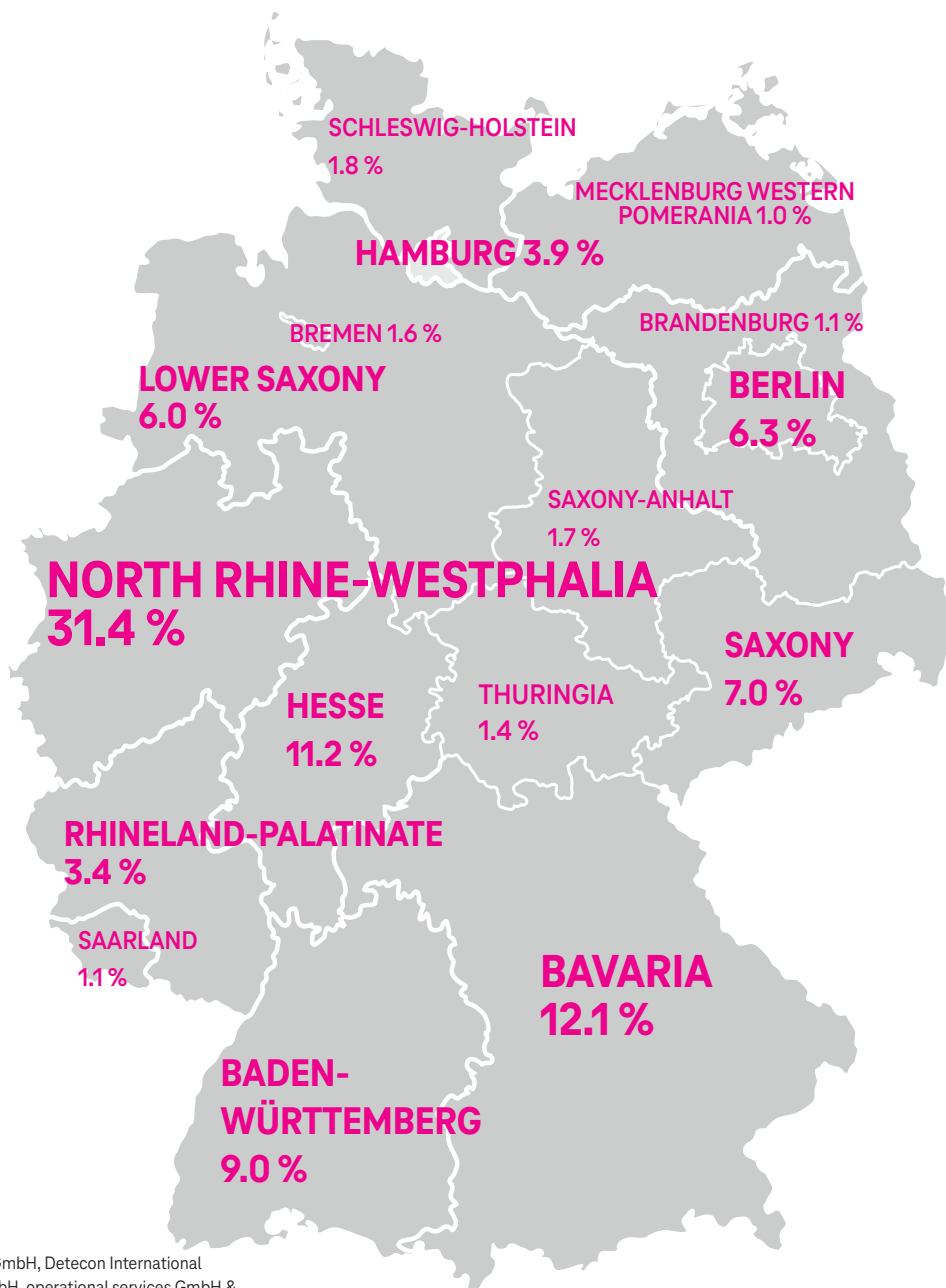 SCHLESWIG-HOLSTEIN
1.8 %
MECKLENBURG WESTERN
POMERANIA 1.0 %
HAMBURG 3.9 %
BREMEN 1.6 %
BRANDENBURG 1.1 %
LOWER SAXONY
6.0 %
BERLIN
6.3 %
SAXONY-ANHALT
1.7 %
NORTH RHINE-WESTPHALIA
31.4 %
SAXONY
7.0 %
HESSE
11.2 %
THURINGIA
1.4 %
RHINELAND-PALATINATE
3.4 %
SAARLAND
1.1 %
BAVARIA
12.1 %
BADEN-
WÜRTTEMBERG
9.0 %
GmbH, Detecon International
operational services GmbH &